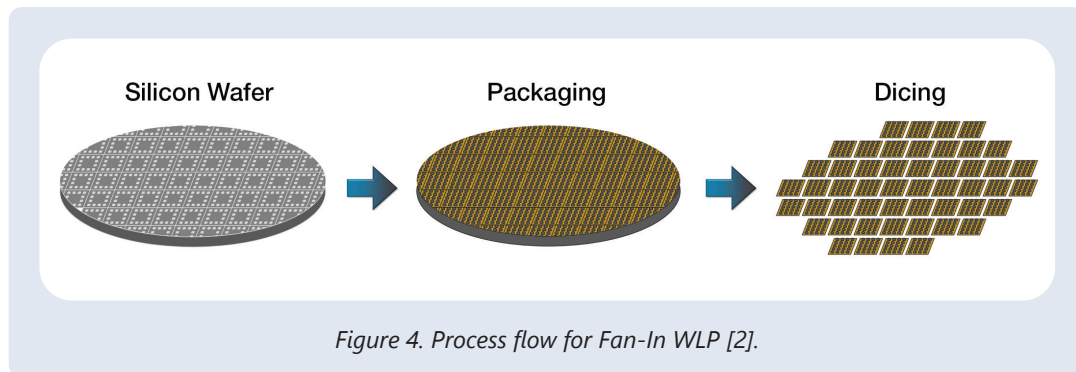 Silicon Wafer
Packaging
Dicing
Figure 4. Process flow for Fan-In WLP [2].